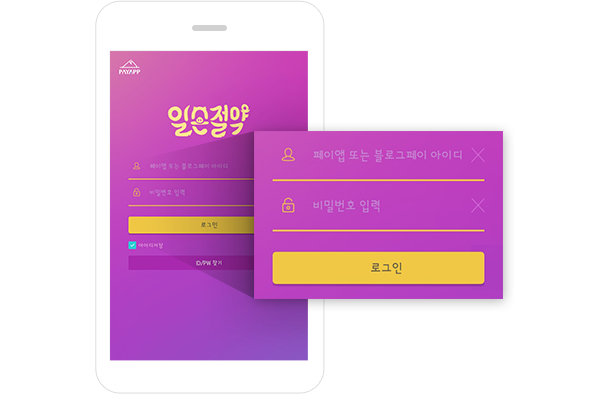 PAYAPP
일순절약
페이앱 또는 블로그페이 아이디
비밀번호 입력
로그인
아이디저장
ID/PW 찾기
페이앱 또는 블로그페이 아이디
비밀번호 입력
로그인